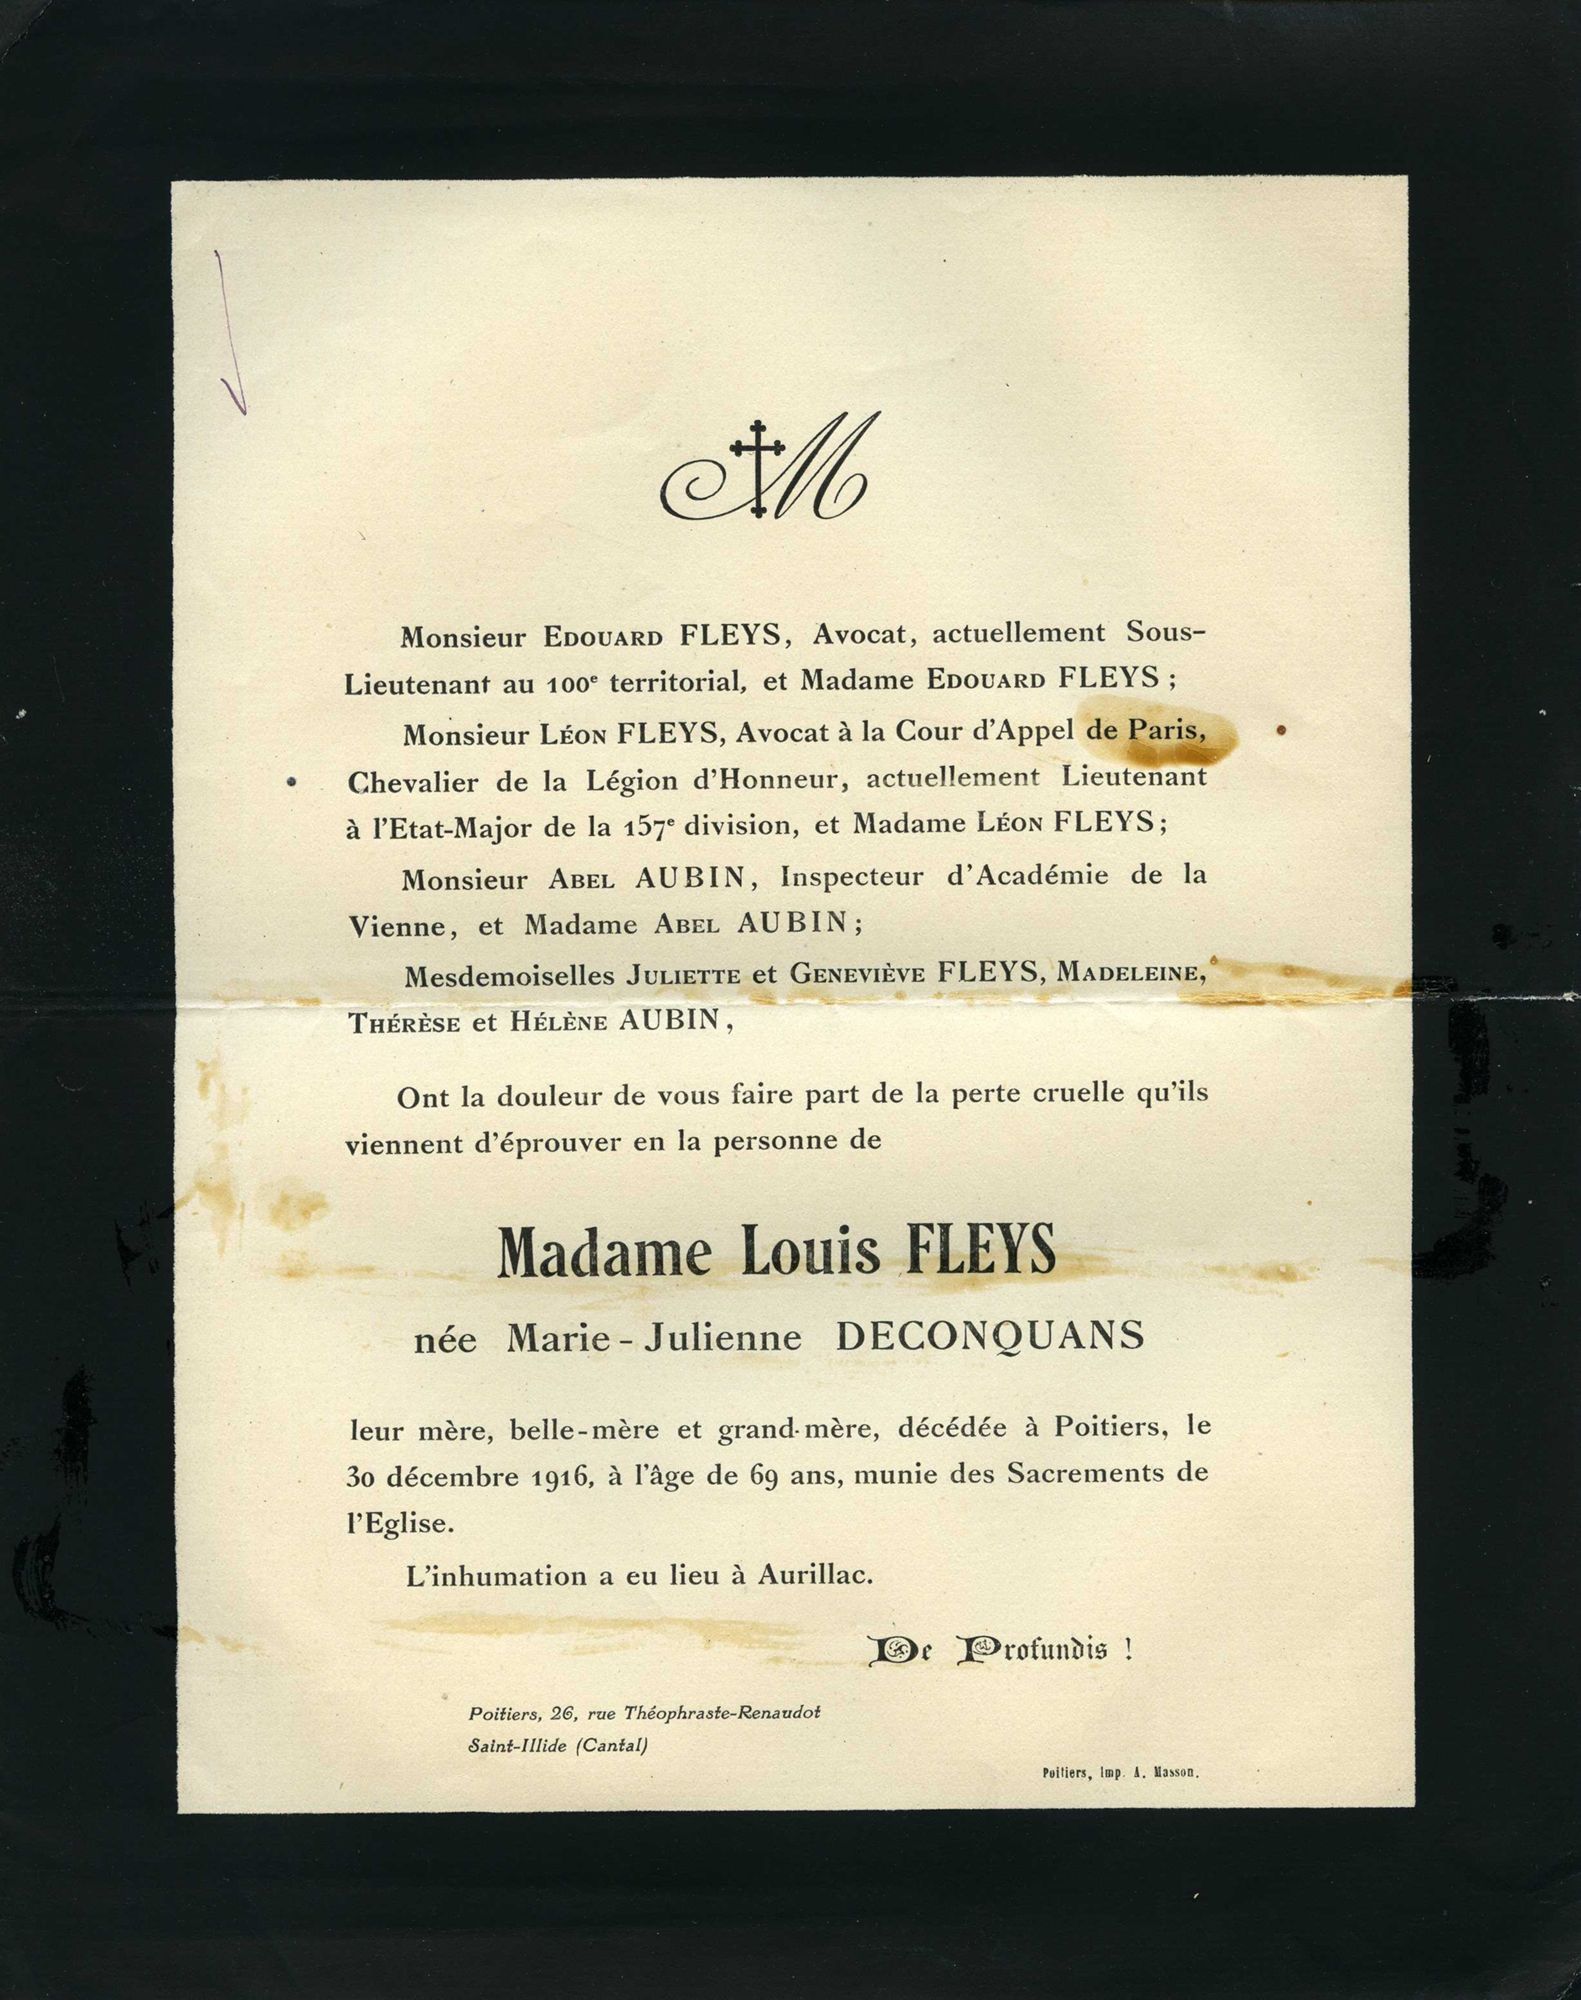 M
Monsieur EDOUARD FLEYS, Avocat, actuellement Sous-
Lieutenant au 100e territorial, et Madame EDOUARD FLEYS ;
Monsieur LÉON FLEYS, Avocat à la Cour d'Appel de Paris,
Chevalier de la Légion d'Honneur, actuellement Lieutenant
à l'Etat-Major de la 157e division, et Madame LÉON FLEYS ;
Monsieur ABEL AUBIN, Inspecteur d'Académie de la
Vienne, et Madame ABEL AUBIN ;
Mesdemoiselles JULIETTE et GENEVIÈVE FLEYS, MADELEINE,
THÉRÈSE et HÉLÈNE AUBIN,
Ont la douleur de vous faire part de la perte cruelle qu'ils
viennent d'éprouver en la personne de
Madame Louis FLEYS
née Marie-Julienne DECONQUANS
leur mère, belle-mère et grand-mère, décédée à Poitiers, le
30 décembre 1916, à l'âge de 69 ans, munie des Sacrements de
l'Eglise.
L'inhumation a eu lieu à Aurillac.
De Profundis !
Poitiers, 26, rue Théophraste-Renaudot
Saint-Illide (Cantal)
Poitiers, Imp. A. Masson.